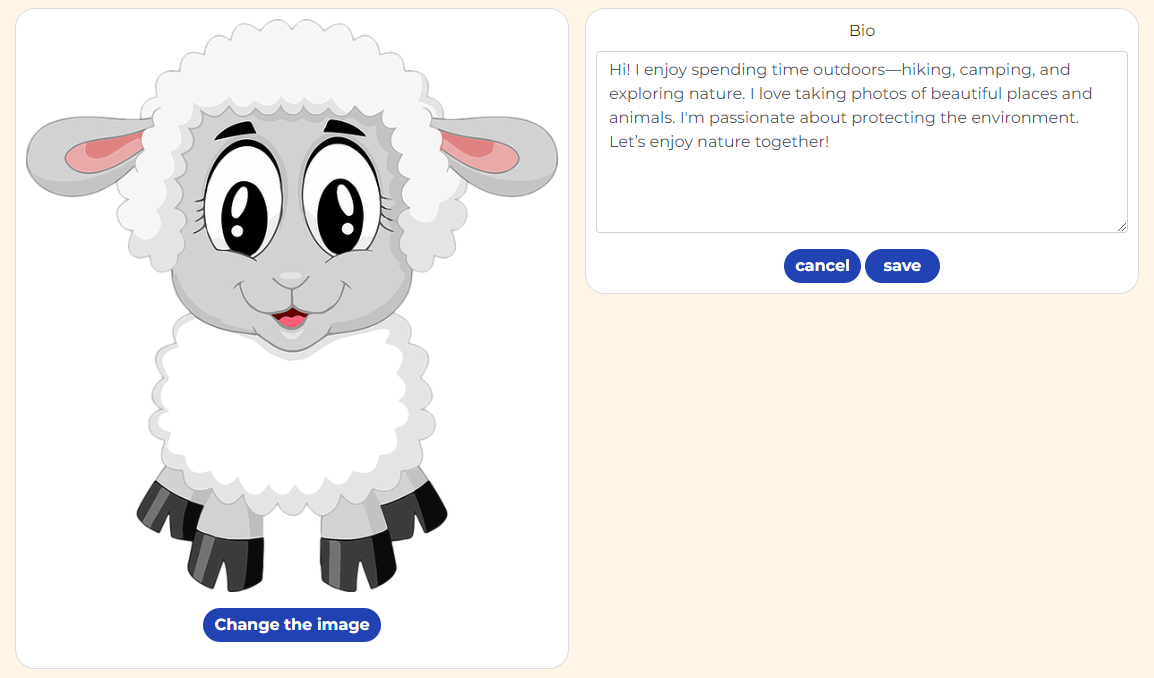 Bio
Hi! I enjoy spending time outdoors—hiking, camping, and
exploring nature. I love taking photos of beautiful places and
animals. I'm passionate about protecting the environment.
Let’s enjoy nature together!
cancel save
Change the image